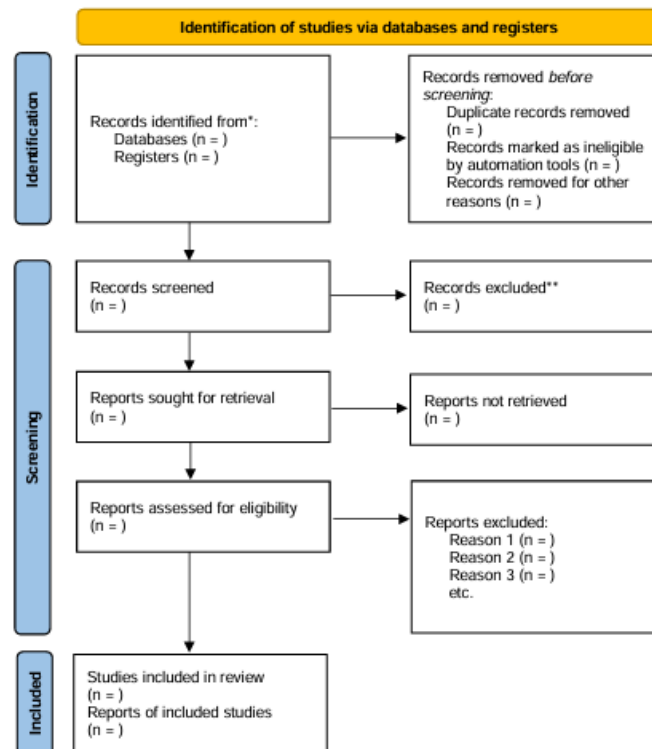 Identification of studies via databases and registers
Identification
Records identified from*:
Databases (n = )
Registers (n = )
Records removed before
screening:
Duplicate records removed
(n = )
Records marked as ineligible
by automation tools (n = )
Records removed for other
reasons (n = )
Screening
Records screened
(n = )
Records excluded**
(n = )
Reports sought for retrieval
(n = )
Reports not retrieved
(n = )
Reports assessed for eligibility
(n = )
Reports excluded:
Reason 1 (n = )
Reason 2 (n = )
Reason 3 (n = )
etc.
Included
Studies included in review
(n = )
Reports of included studies
(n = )